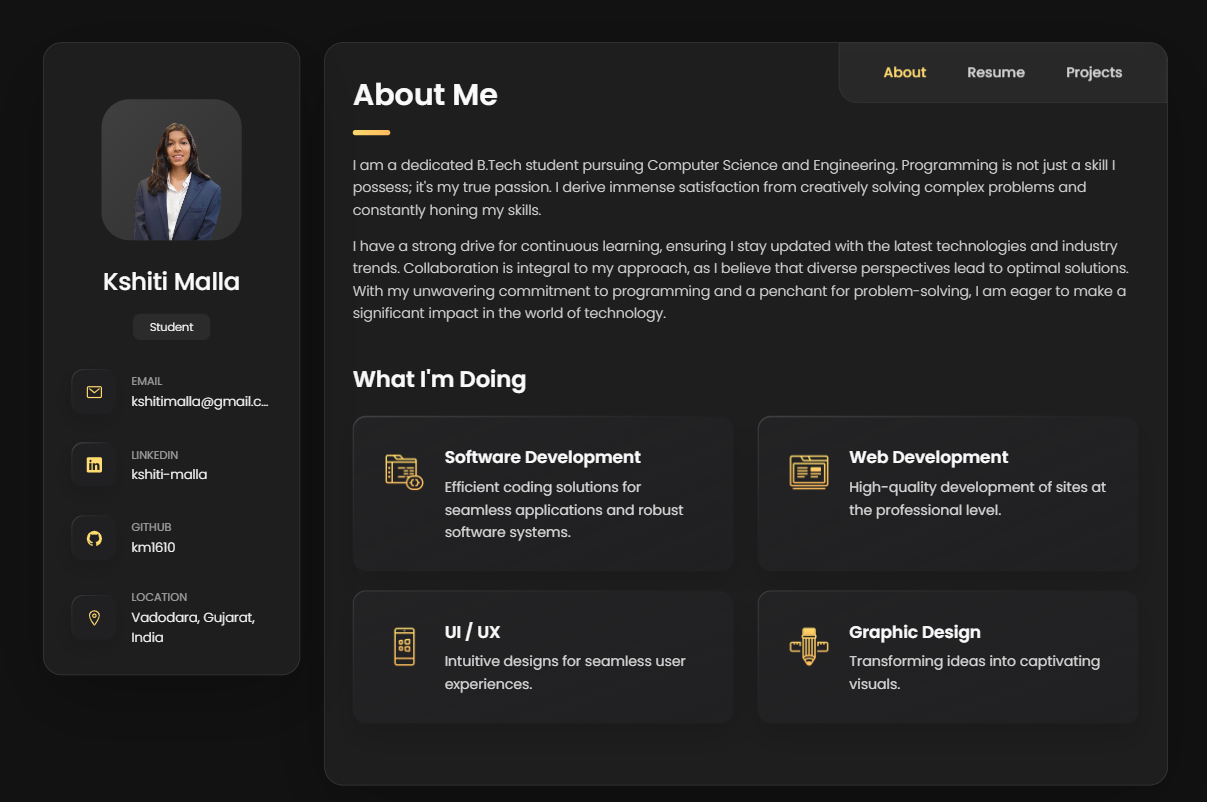 Kshiti Malla
Student
EMAIL
kshitimalla@gmail.c...
LINKEDIN
kshiti-malla
GITHUB
km1610
LOCATION
Vadodara, Gujarat,
India
About Resume Projects
About Me
I am a dedicated B.Tech student pursuing Computer Science and Engineering. Programming is not just a skill I
possess; it's my true passion. I derive immense satisfaction from creatively solving complex problems and
constantly honing my skills.
I have a strong drive for continuous learning, ensuring I stay updated with the latest technologies and industry
trends. Collaboration is integral to my approach, as I believe that diverse perspectives lead to optimal solutions.
With my unwavering commitment to programming and a penchant for problem-solving, I am eager to make a
significant impact in the world of technology.
What I'm Doing
Software Development
Efficient coding solutions for
seamless applications and robust
software systems.
Web Development
High-quality development of sites at
the professional level.
UI / UX
Intuitive designs for seamless user
experiences.
Graphic Design
Transforming ideas into captivating
visuals.